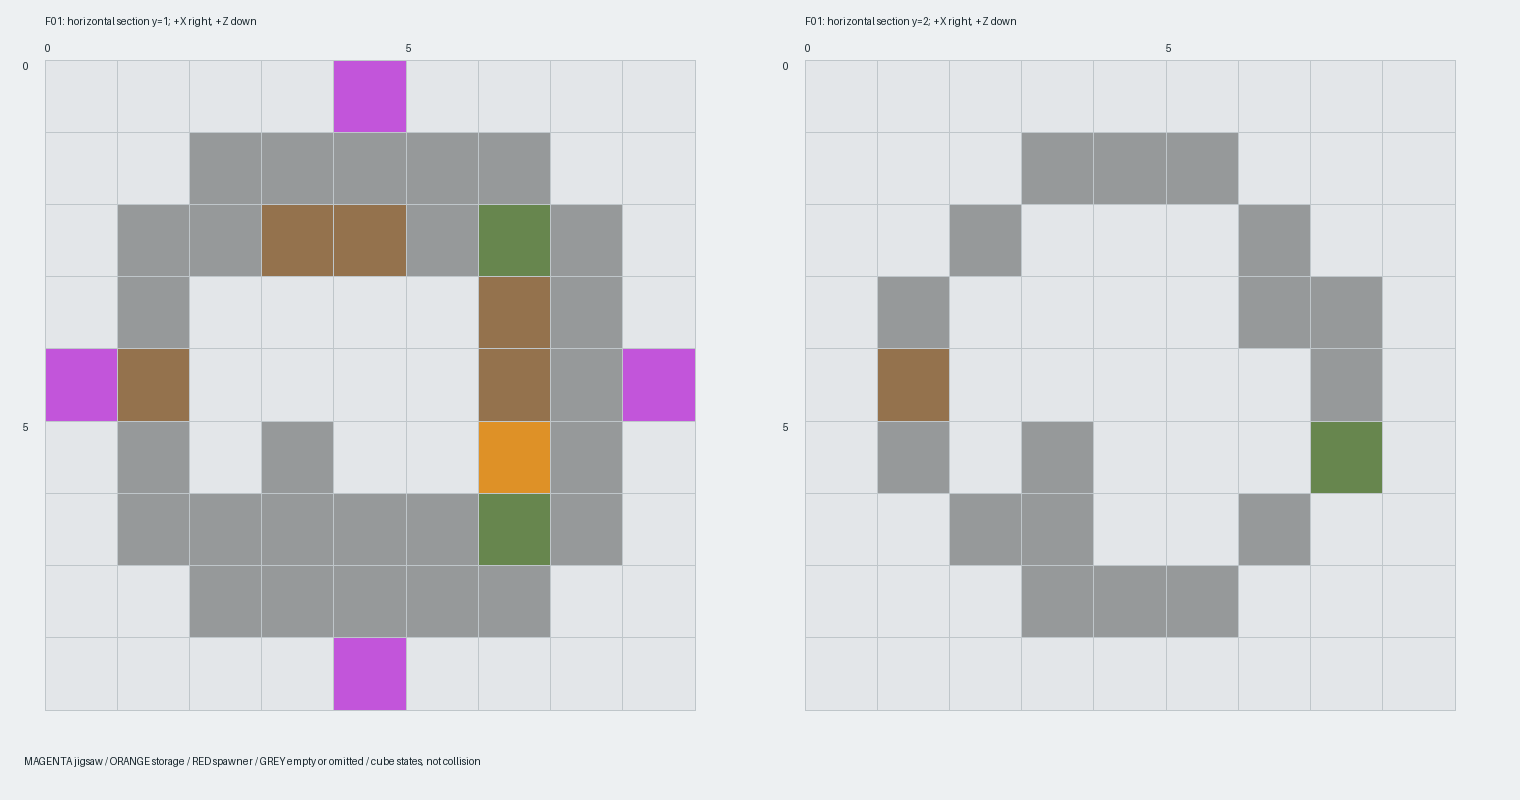 F01: horizontal section y=1; +X right, +Z down
F01: horizontal section y=2; +X right, +Z down
0 5
0 5
0
0
5
5
MAGENTA jigsaw / ORANGE storage / RED spawner / GREY empty or omitted / cube states, not collision